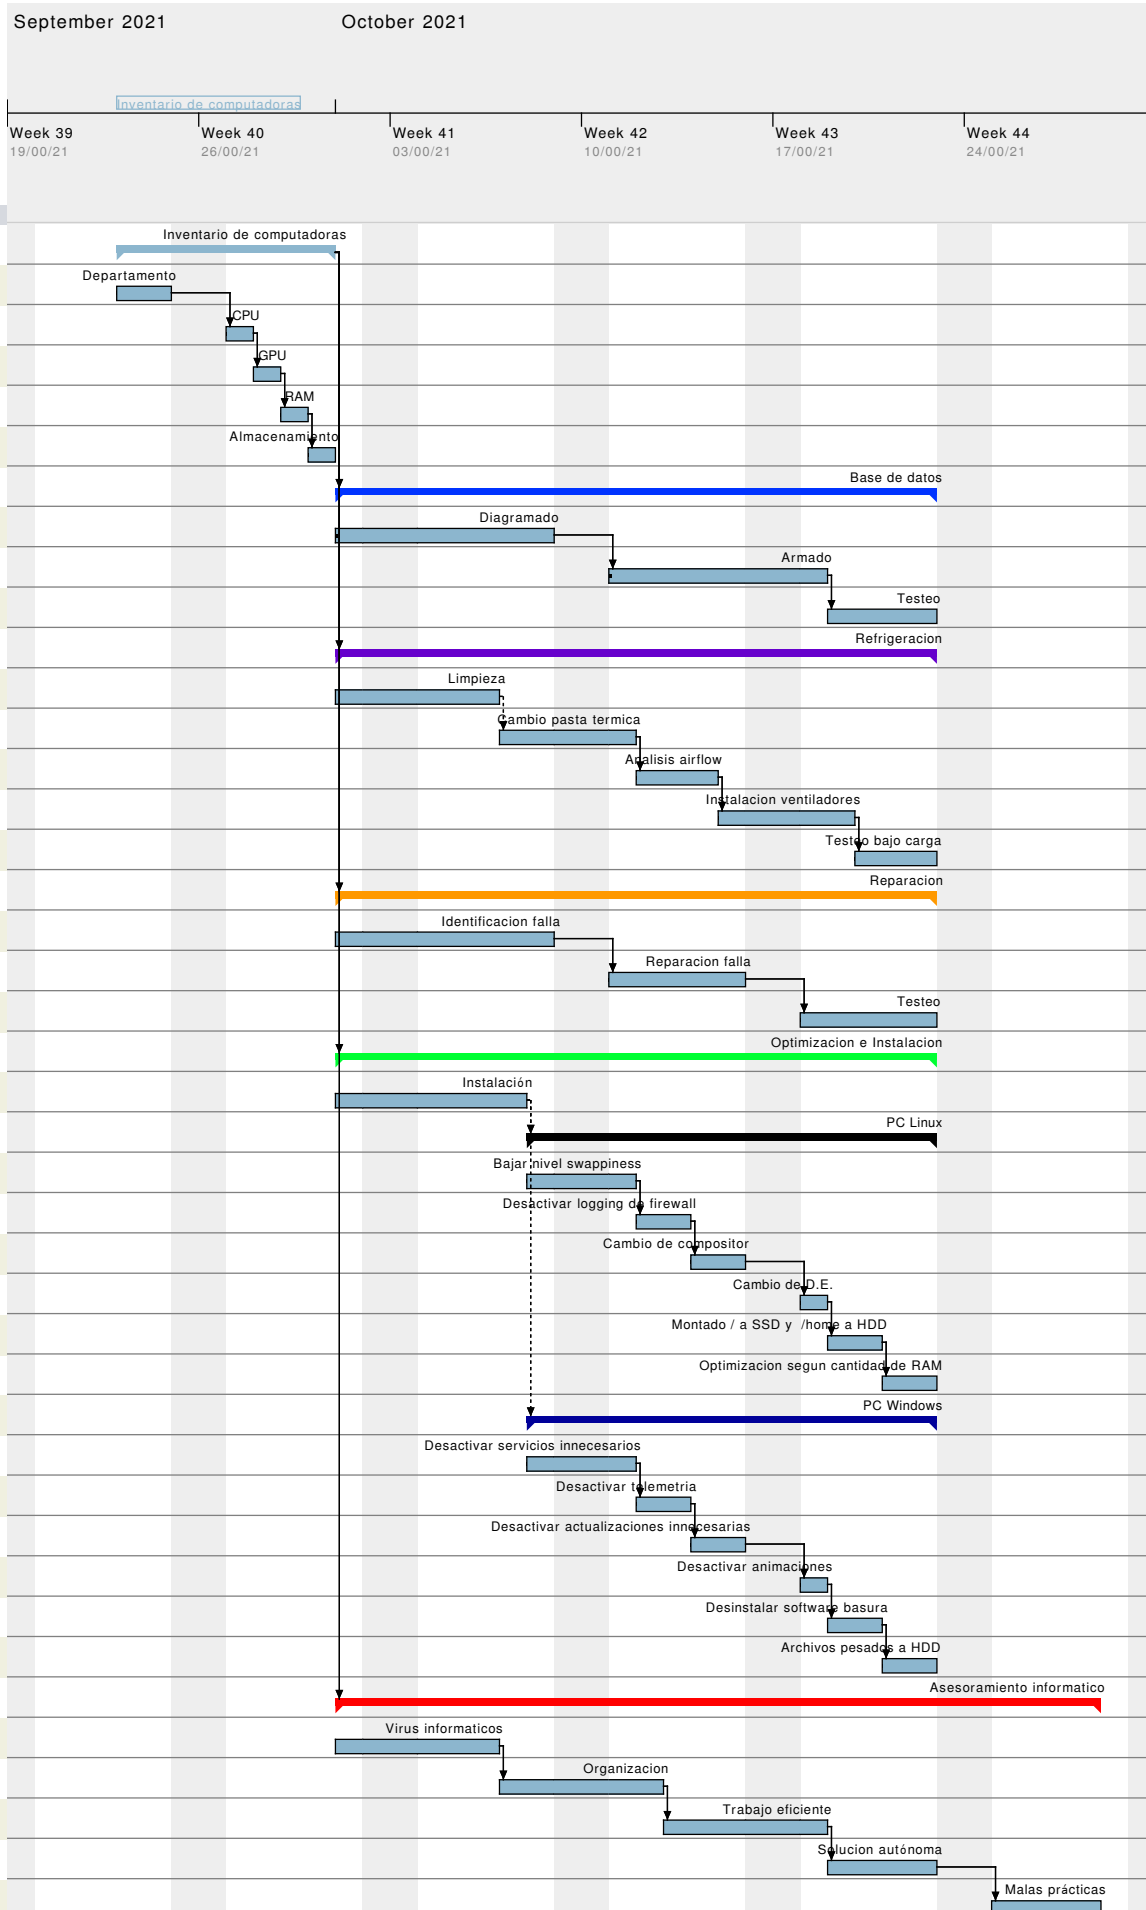 September 2021
October 2021
Inventario de computadoras
Week 39
Week 40
Week 41
Week 42
Week 43
Week 44
19/00/21
26/00/21
03/00/21
10/00/21
17/00/21
24/00/21
Inventario de computadoras
Departamento
CPU
GPU
RAM
Almacenamiento
Base de datos
Diagramado
Armado
Testeo
Refrigeracion
Limpieza
Cambio pasta termica
Analisis airflow
Instalacion ventiladores
Testeo bajo carga
Reparacion
Identificacion falla
Reparacion falla
Testeo
Optimizacion e Instalacion
Instalación
PC Linux
Bajar nivel swappiness
Desactivar logging de firewall
Cambio de compositor
Cambio de D.E.
Montado / a SSD y /home a HDD
Optimizacion segun cantidad de RAM
PC Windows
Desactivar servicios innecesarios
Desactivar telemetria
Desactivar actualizaciones innecesarias
Desactivar animaciones
Desinstalar software basura
Archivos pesados a HDD
Asesoramiento informatico
Virus informaticos
Organizacion
Trabajo eficiente
Solucion autónoma
Malas prácticas